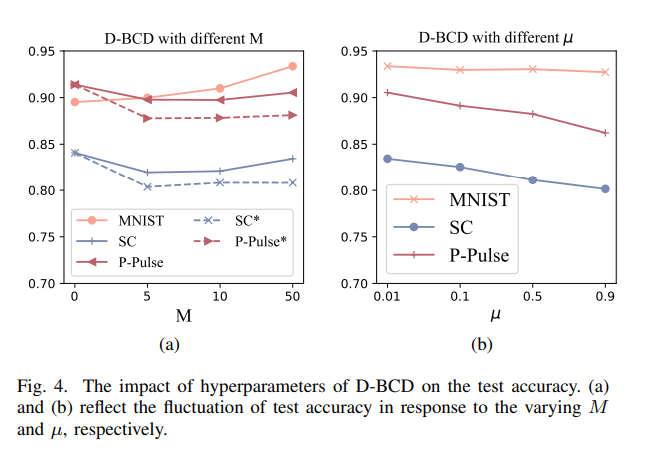 D-BCD with different M
0.95
0.90
0.85
0.80
0.75
0.70
MNIST
SC
P-Pulse
SC*
P-Pulse*
0
5
10
50
M
(a)
D-BCD with different μ
0.95
0.90
0.85
0.80
0.75
0.70
MNIST
SC
P-Pulse
0.01
0.1
0.5
0.9
μ
(b)
Fig. 4. The impact of hyperparameters of D-BCD on the test accuracy. (a)
and (b) reflect the fluctuation of test accuracy in response to the varying M
and μ, respectively.